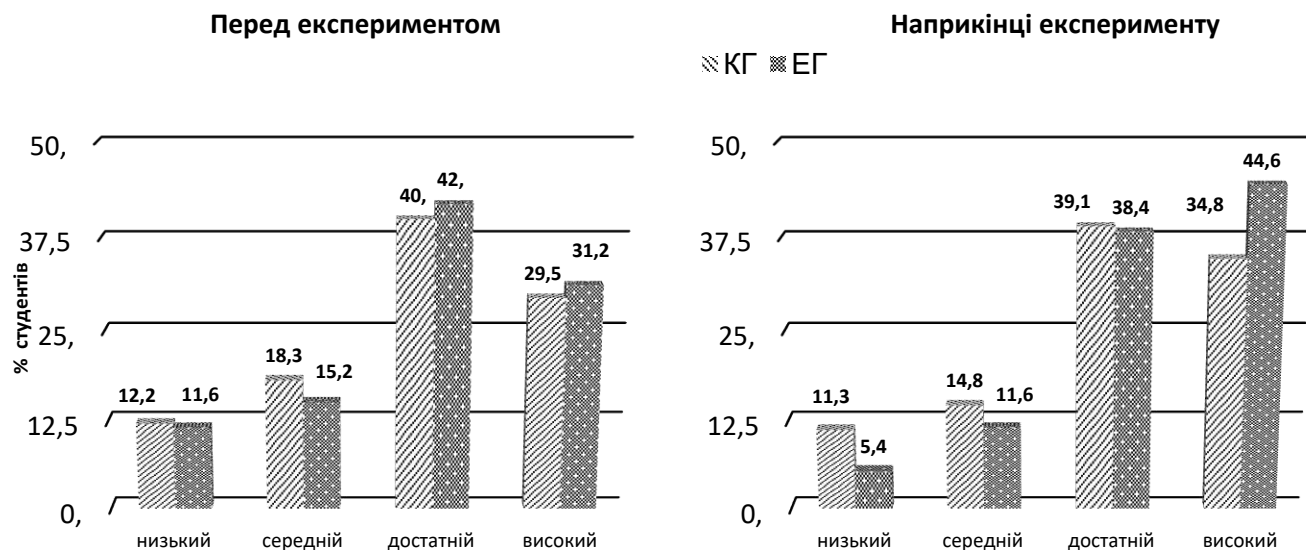 Перед експериментом
50,
37,5
25,
12,5
0,
% студентів
12,2
11,6
18,3
15,2
40,
42,
29,5
31,2
низький
середній
достатній
високий
Наприкінці експерименту
КГ ЕГ
50,
37,5
25,
12,5
0,
11,3
5,4
14,8
11,6
39,1
38,4
34,8
44,6
низький
середній
достатній
високий